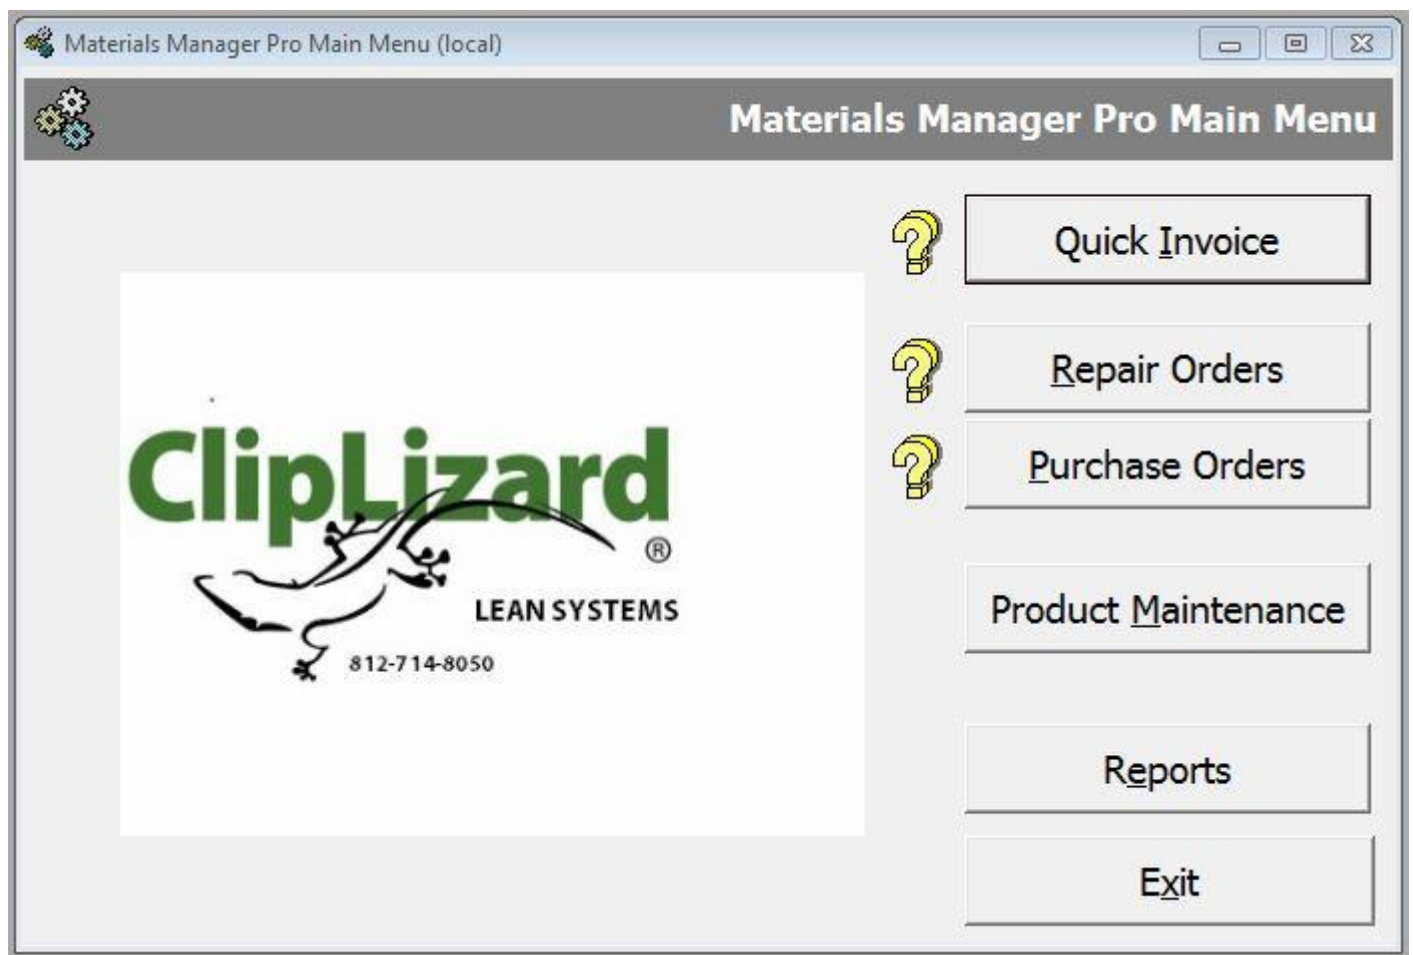 Materials Manager Pro Main Menu (local)
Materials Manager Pro Main Menu
Quick Invoice
Repair Orders
Purchase Orders
Product Maintenance
Reports
Exit
ClipLizard
®
LEAN SYSTEMS
812-714-8050